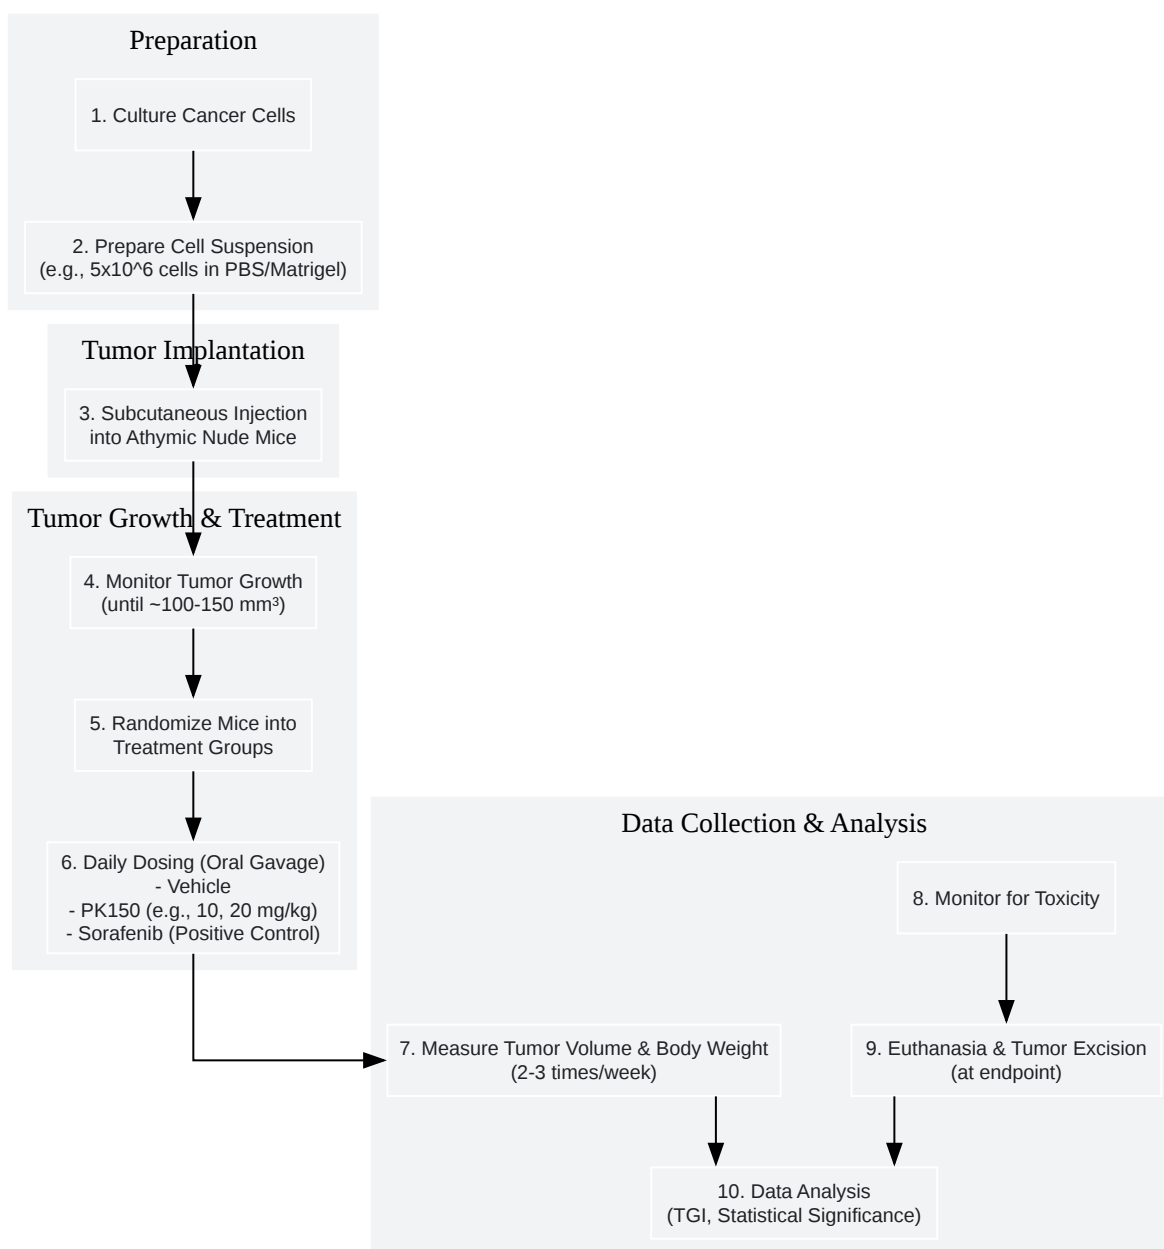 Preparation
1. Culture Cancer Cells
2. Prepare Cell Suspension
(e.g., 5x10^6 cells in PBS/Matrigel)
Tumor Implantation
3. Subcutaneous Injection
into Athymic Nude Mice
Tumor Growth & Treatment
4. Monitor Tumor Growth
(until ~100-150 mm³)
5. Randomize Mice into
Treatment Groups
6. Daily Dosing (Oral Gavage)
- Vehicle
- PK150 (e.g., 10, 20 mg/kg)
- Sorafenib (Positive Control)
Data Collection & Analysis
8. Monitor for Toxicity
7. Measure Tumor Volume & Body Weight
(2-3 times/week)
9. Euthanasia & Tumor Excision
(at endpoint)
10. Data Analysis
(TGI, Statistical Significance)